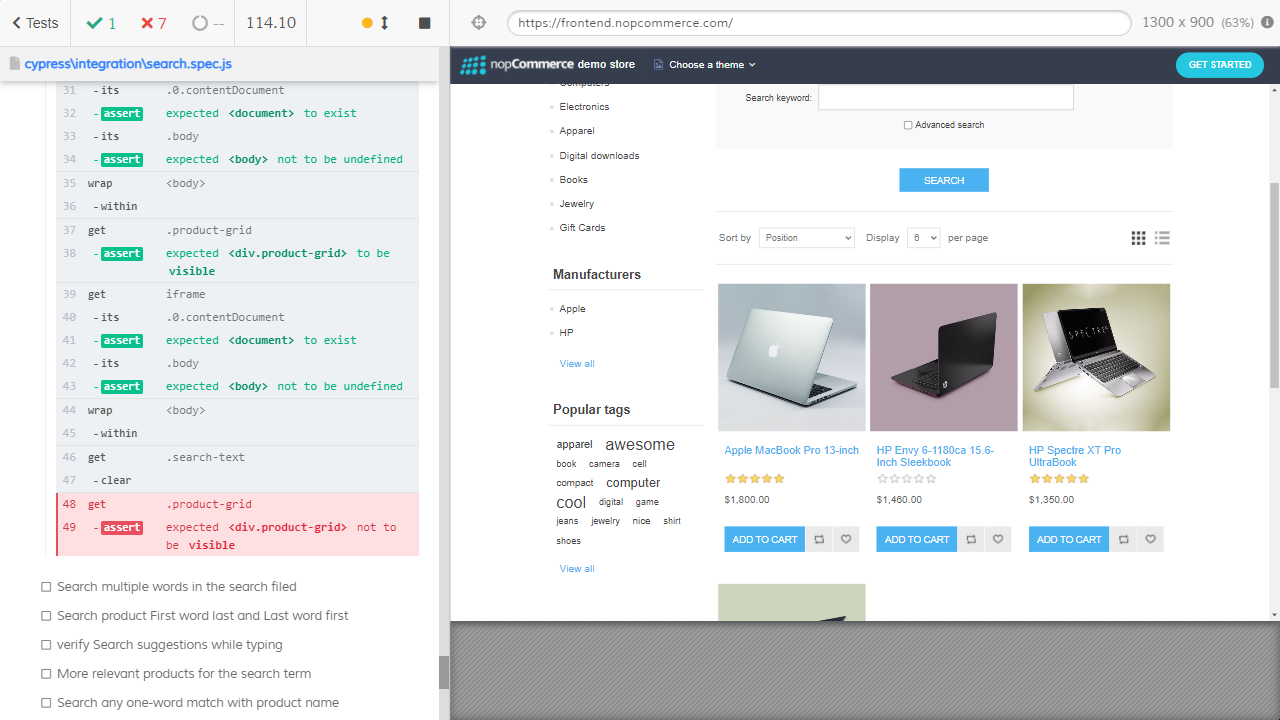 Tests
1
7
--
114.10
https://frontend.nopcommerce.com/
1300 x 900 (63%)
cypress\integration\search.spec.js
31 -its .0.contentDocument
32 -assert expected <document> to exist
33 -its .body
34 -assert expected <body> not to be undefined
35 wrap <body>
36 -within
37 get .product-grid
38 -assert expected <div.product-grid> to be
visible
39 get iframe
40 -its .0.contentDocument
41 -assert expected <document> to exist
42 -its .body
43 -assert expected <body> not to be undefined
44 wrap <body>
45 -within
46 get .search-text
47 -clear
48 get .product-grid
49 -assert expected <div.product-grid> not to
be visible
Search multiple words in the search filed
Search product First word last and Last word first
verify Search suggestions while typing
More relevant products for the search term
Search any one-word match with product name
nopCommerce demo store
Choose a theme
GET STARTED
Computers
Electronics
Apparel
Digital downloads
Books
Jewelry
Gift Cards
Manufacturers
Apple
HP
View all
Popular tags
apparel awesome
book camera cell
compact computer
cool digital game
jeans jewelry nice shirt
shoes
View all
Search keyword:
Advanced search
SEARCH
Sort by Position Display 6 per page
SPECTRE
Apple MacBook Pro 13-inch
$1,800.00
ADD TO CART
HP Envy 6-1180ca 15.6-
Inch Sleekbook
$1,460.00
ADD TO CART
HP Spectre XT Pro
UltraBook
$1,350.00
ADD TO CART